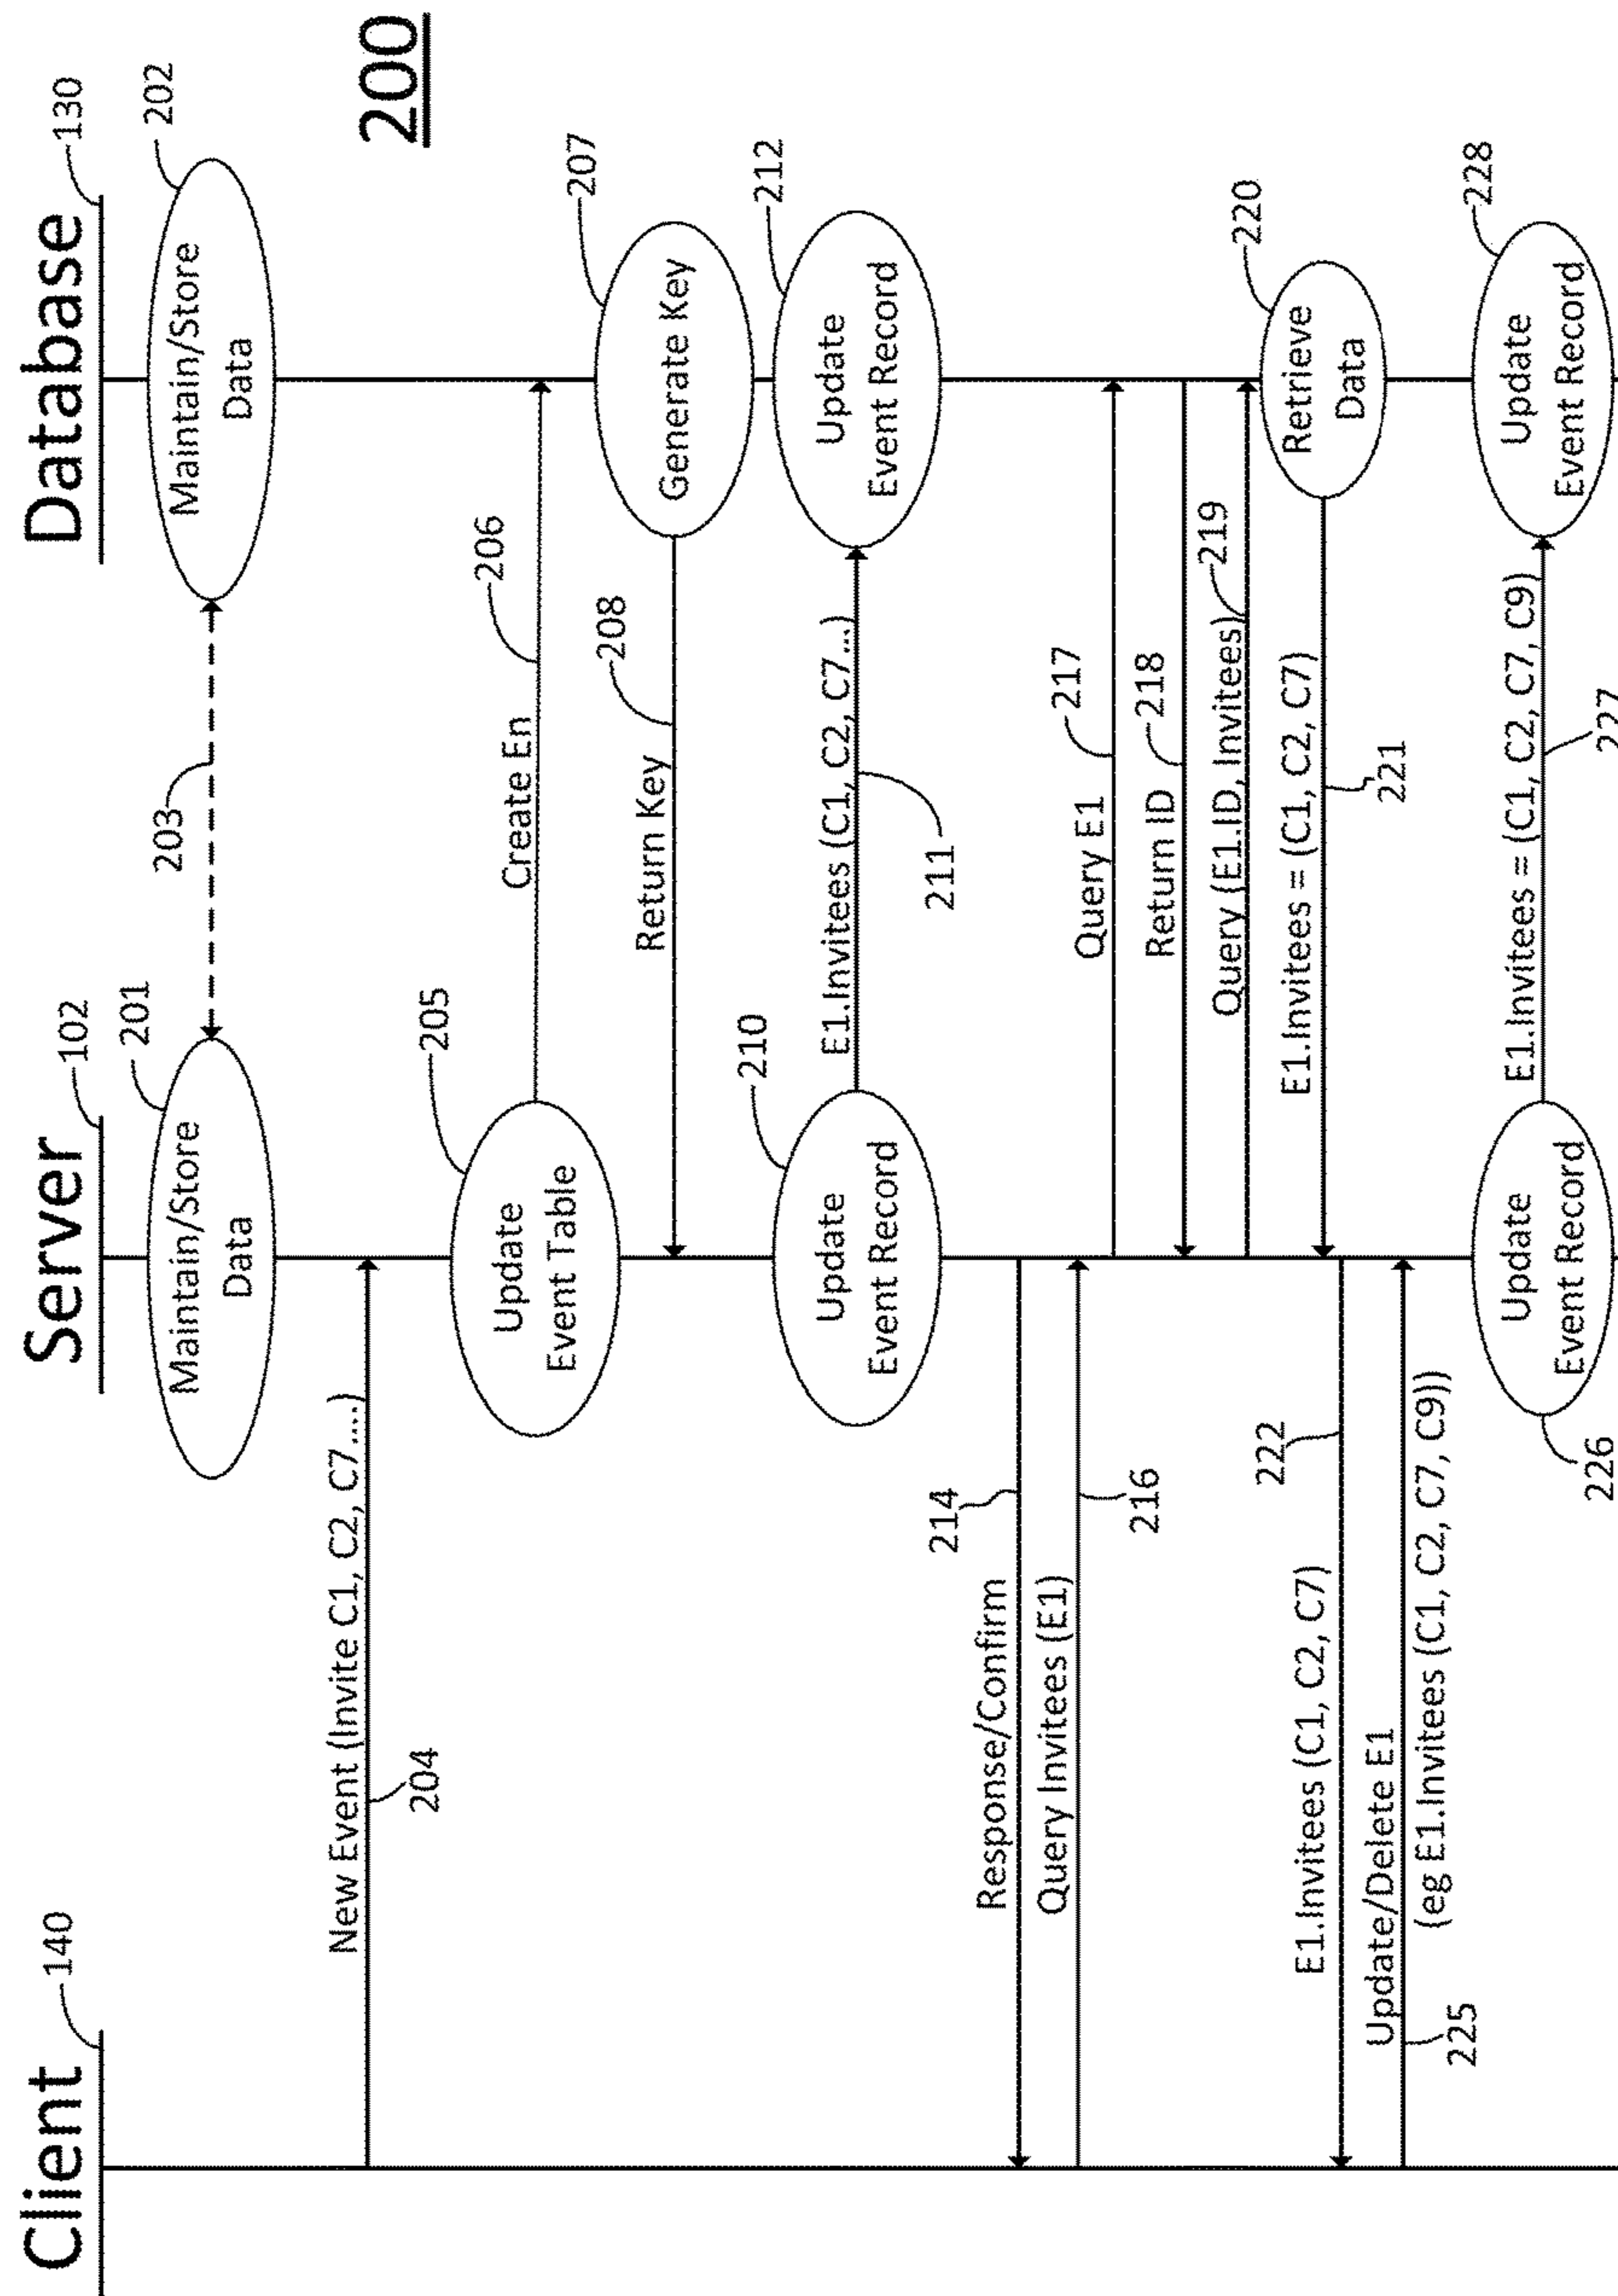 Client
140
Server
102
Database
130
200
Maintain/Store
Data
201
203
Maintain/Store
Data
202
New Event (Invite C1, C2, C7....)
204
Update
Event Table
205
Create En
206
Generate Key
207
Return Key
208
Update
Event Record
210
E1.Invitees (C1, C2, C7...)
211
Update
Event Record
212
Response/Confirm
214
Query Invitees (E1)
216
Query E1
217
Return ID
218
Query (E1.ID, Invitees)
219
Retrieve
Data
220
E1.Invitees = (C1, C2, C7)
221
E1.Invitees (C1, C2, C7)
222
Update/Delete E1
(eg E1.Invitees (C1, C2, C7, C9))
225
Update
Event Record
226
E1.Invitees = (C1, C2, C7, C9)
227
Update
Event Record
228